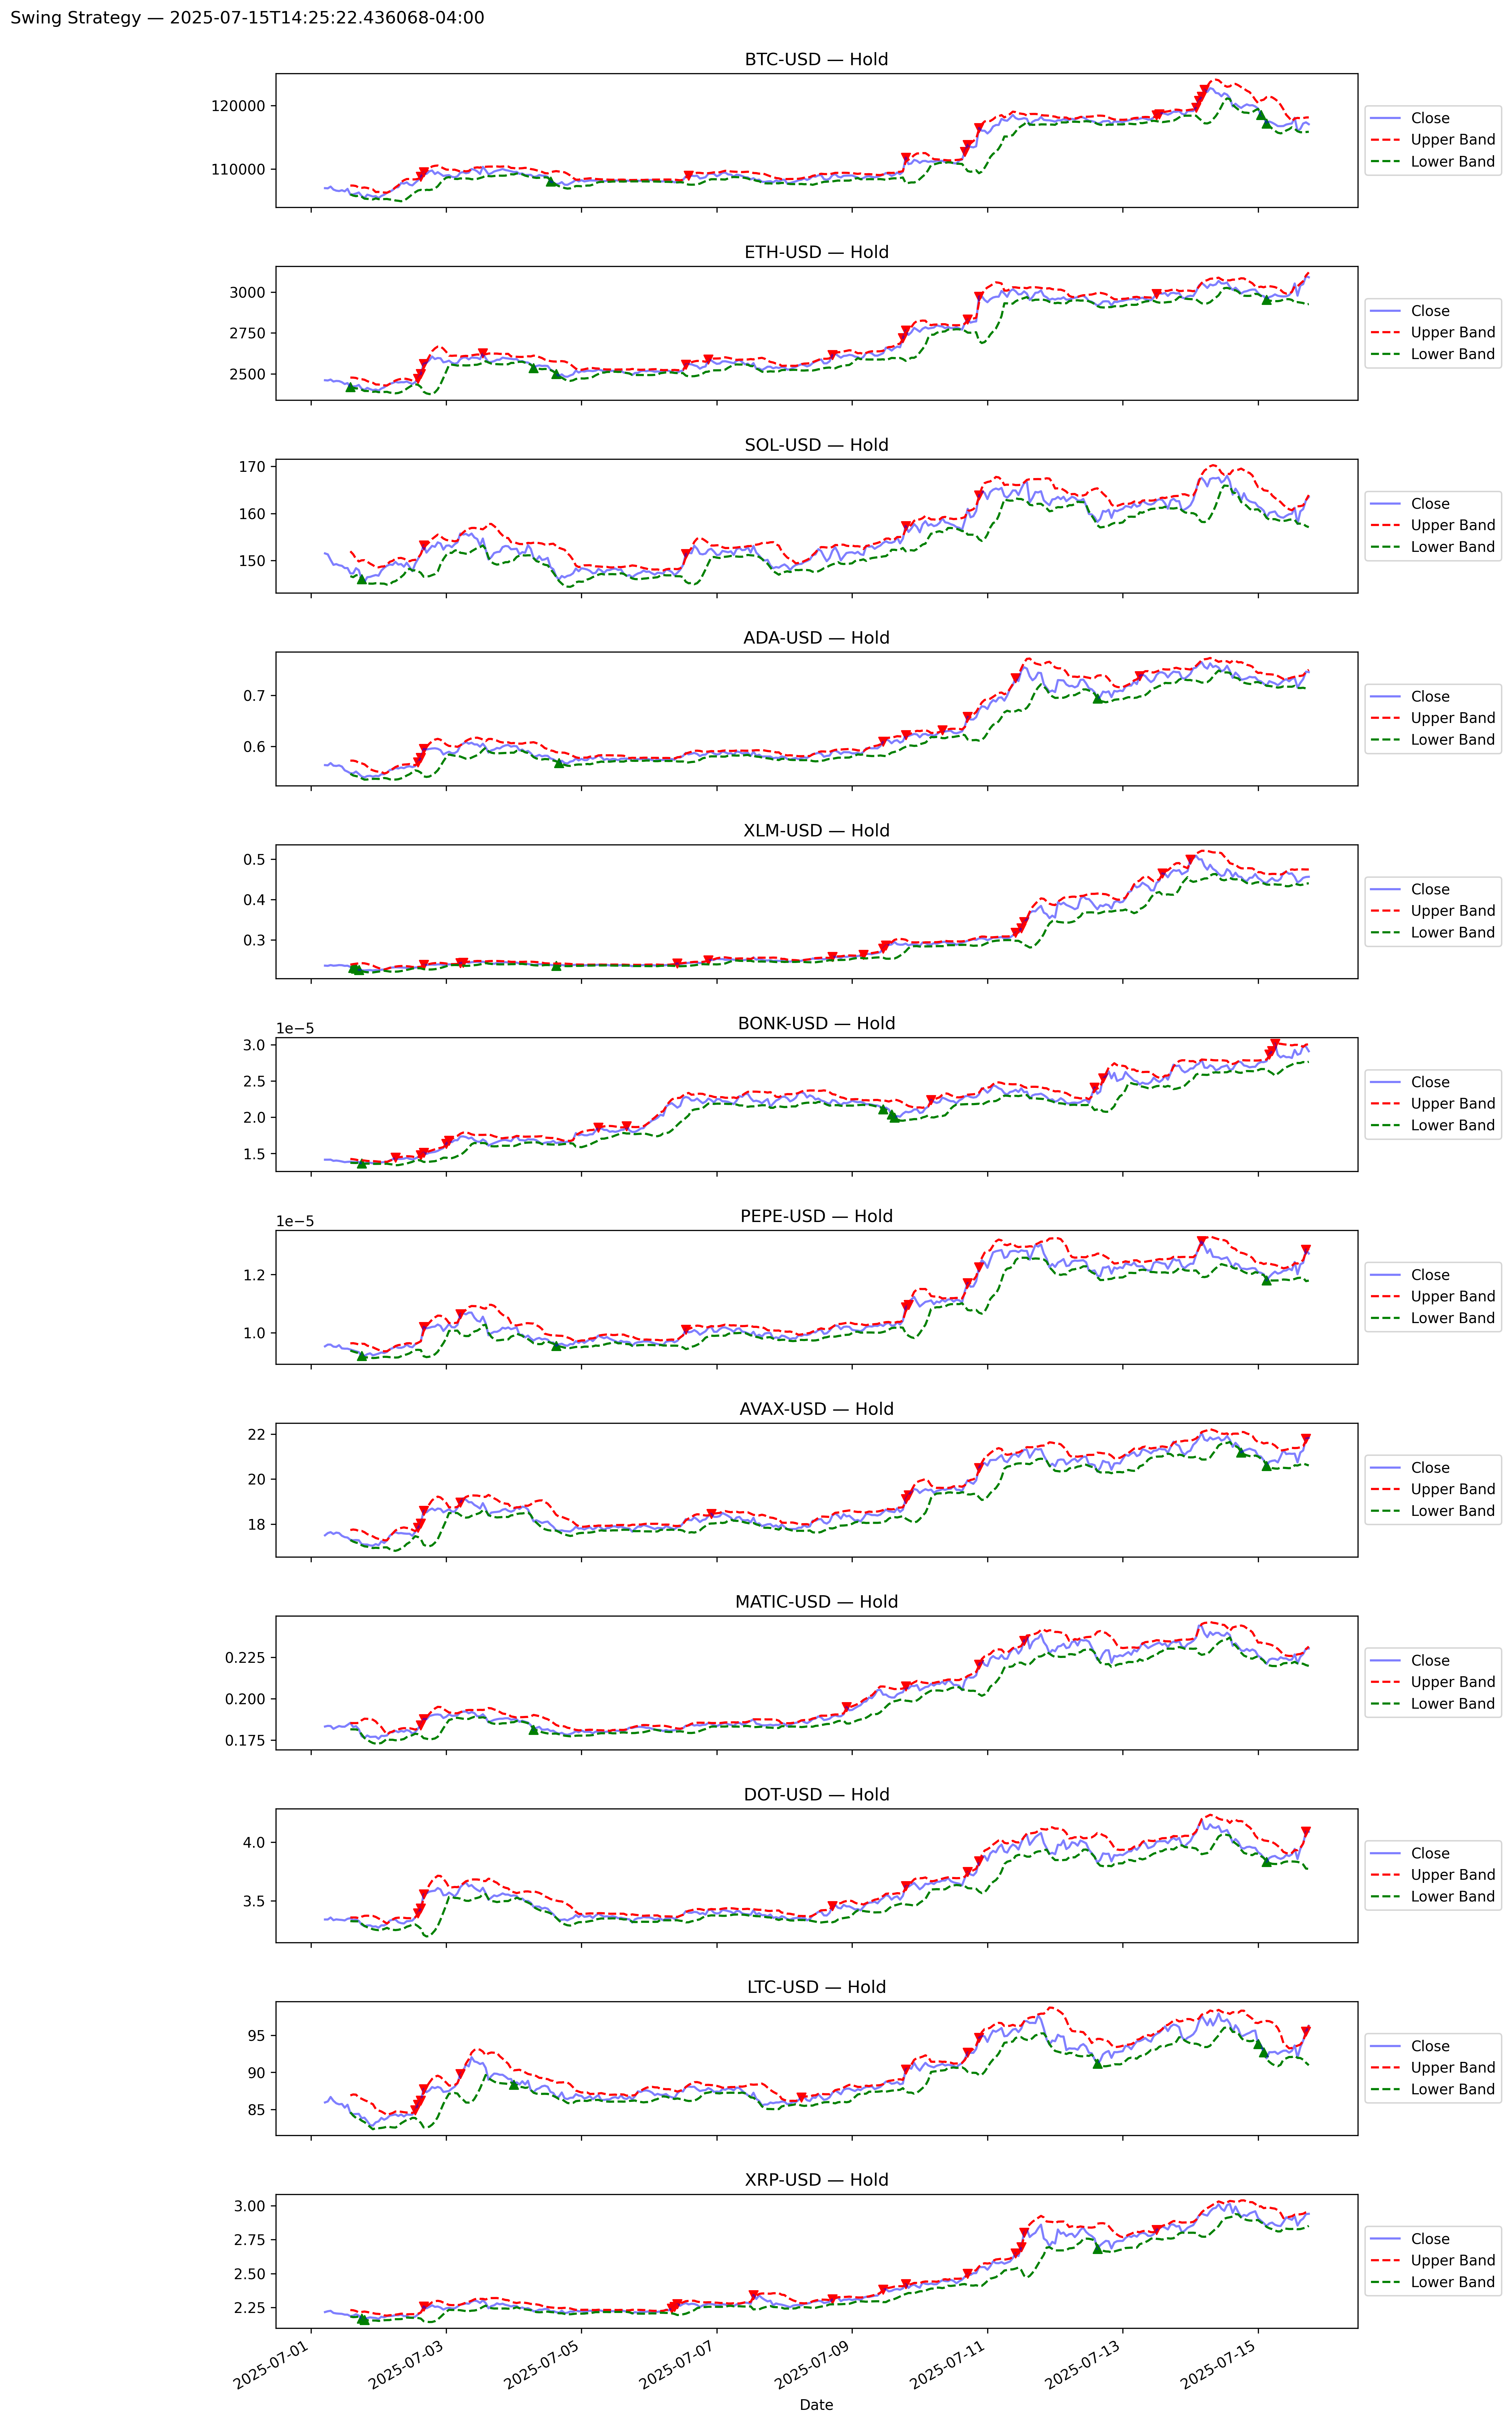 Swing Strategy — 2025-07-15T14:25:22.436068-04:00
BTC-USD — Hold
120000
110000
Close
Upper Band
Lower Band
ETH-USD — Hold
3000
2750
2500
Close
Upper Band
Lower Band
SOL-USD — Hold
170
160
150
Close
Upper Band
Lower Band
ADA-USD — Hold
0.7
0.6
Close
Upper Band
Lower Band
XLM-USD — Hold
0.5
0.4
0.3
Close
Upper Band
Lower Band
BONK-USD — Hold
1e−5
3.0
2.5
2.0
1.5
Close
Upper Band
Lower Band
PEPE-USD — Hold
1e−5
1.2
1.0
Close
Upper Band
Lower Band
AVAX-USD — Hold
22
20
18
Close
Upper Band
Lower Band
MATIC-USD — Hold
0.225
0.200
0.175
Close
Upper Band
Lower Band
DOT-USD — Hold
4.0
3.5
Close
Upper Band
Lower Band
LTC-USD — Hold
95
90
85
Close
Upper Band
Lower Band
XRP-USD — Hold
3.00
2.75
2.50
2.25
Close
Upper Band
Lower Band
2025-07-01
2025-07-03
2025-07-05
2025-07-07
2025-07-09
2025-07-11
2025-07-13
2025-07-15
Date